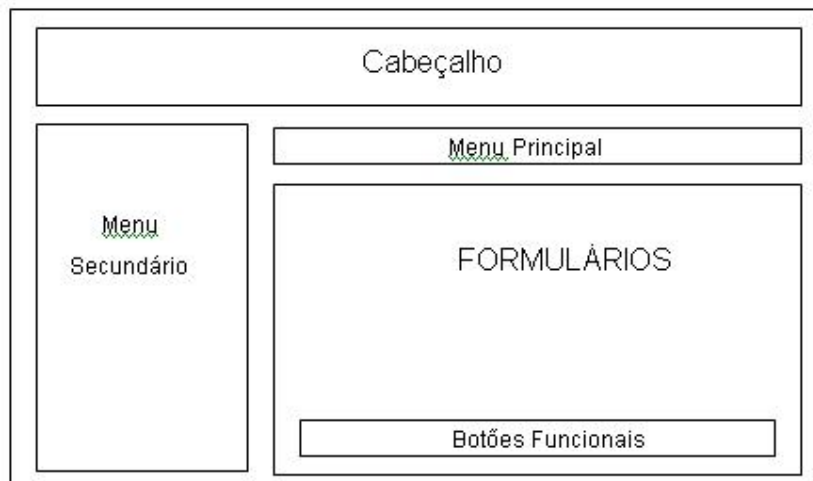 Cabeçalho
Menu Principal
Menu
Secundário
FORMULÁRIOS
Botões Funcionais